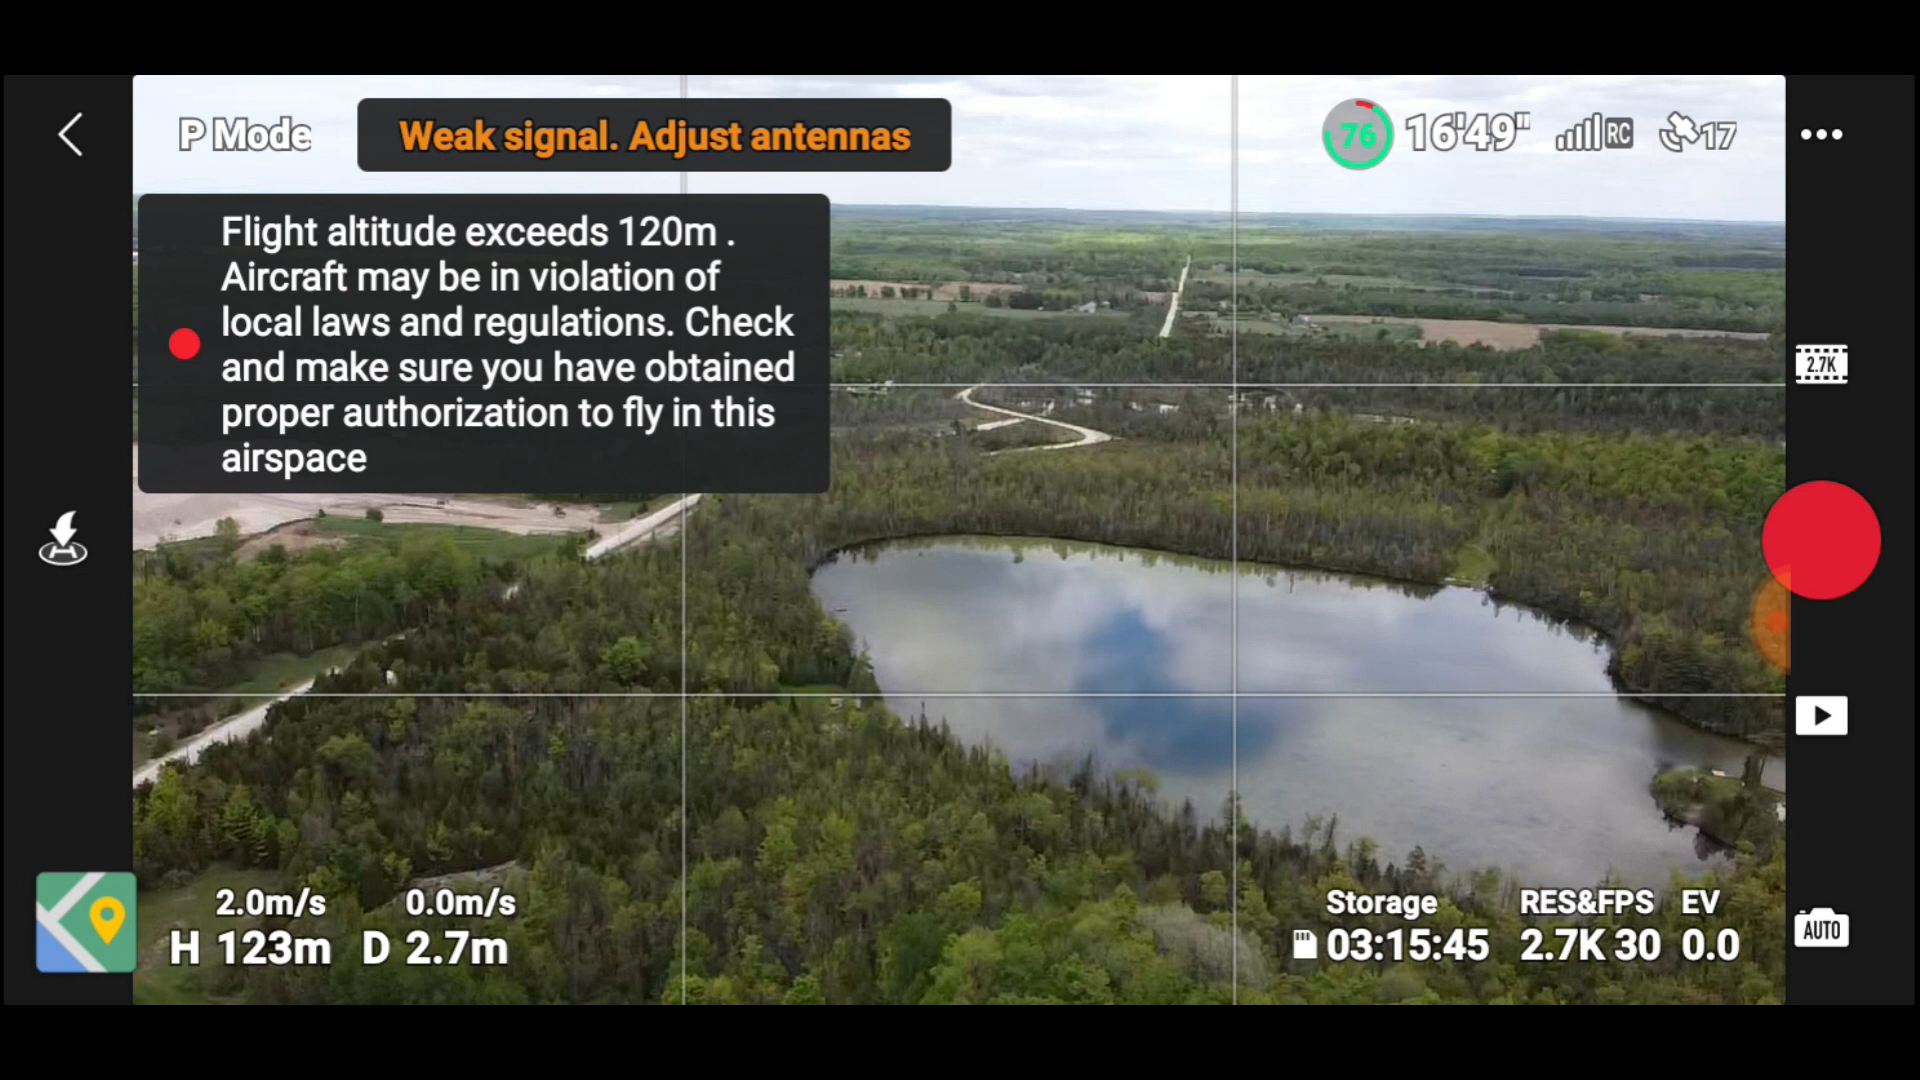 P Mode
Weak signal. Adjust antennas
76
16'49"
RC
17
Flight altitude exceeds 120m .
Aircraft may be in violation of
local laws and regulations. Check
and make sure you have obtained
proper authorization to fly in this
airspace
2.7K
2.0m/s 0.0m/s
H 123m D 2.7m
Storage RES&FPS EV
03:15:45 2.7K 30 0.0
AUTO